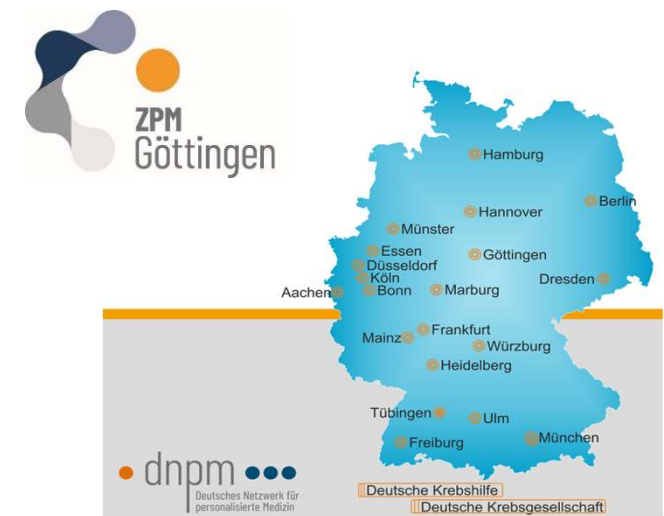 ZPM
Göttingen
Hamburg
Berlin
Hannover
Münster
Essen
Göttingen
Düsseldorf
Köln
Dresden
Aachen
Bonn
Marburg
Frankfurt
Mainz
Würzburg
Heidelberg
Tübingen
Ulm
München
Freiburg
dnpm
Deutsches Netzwerk für
personalisierte Medizin
Deutsche Krebshilfe
Deutsche Krebsgesellschaft